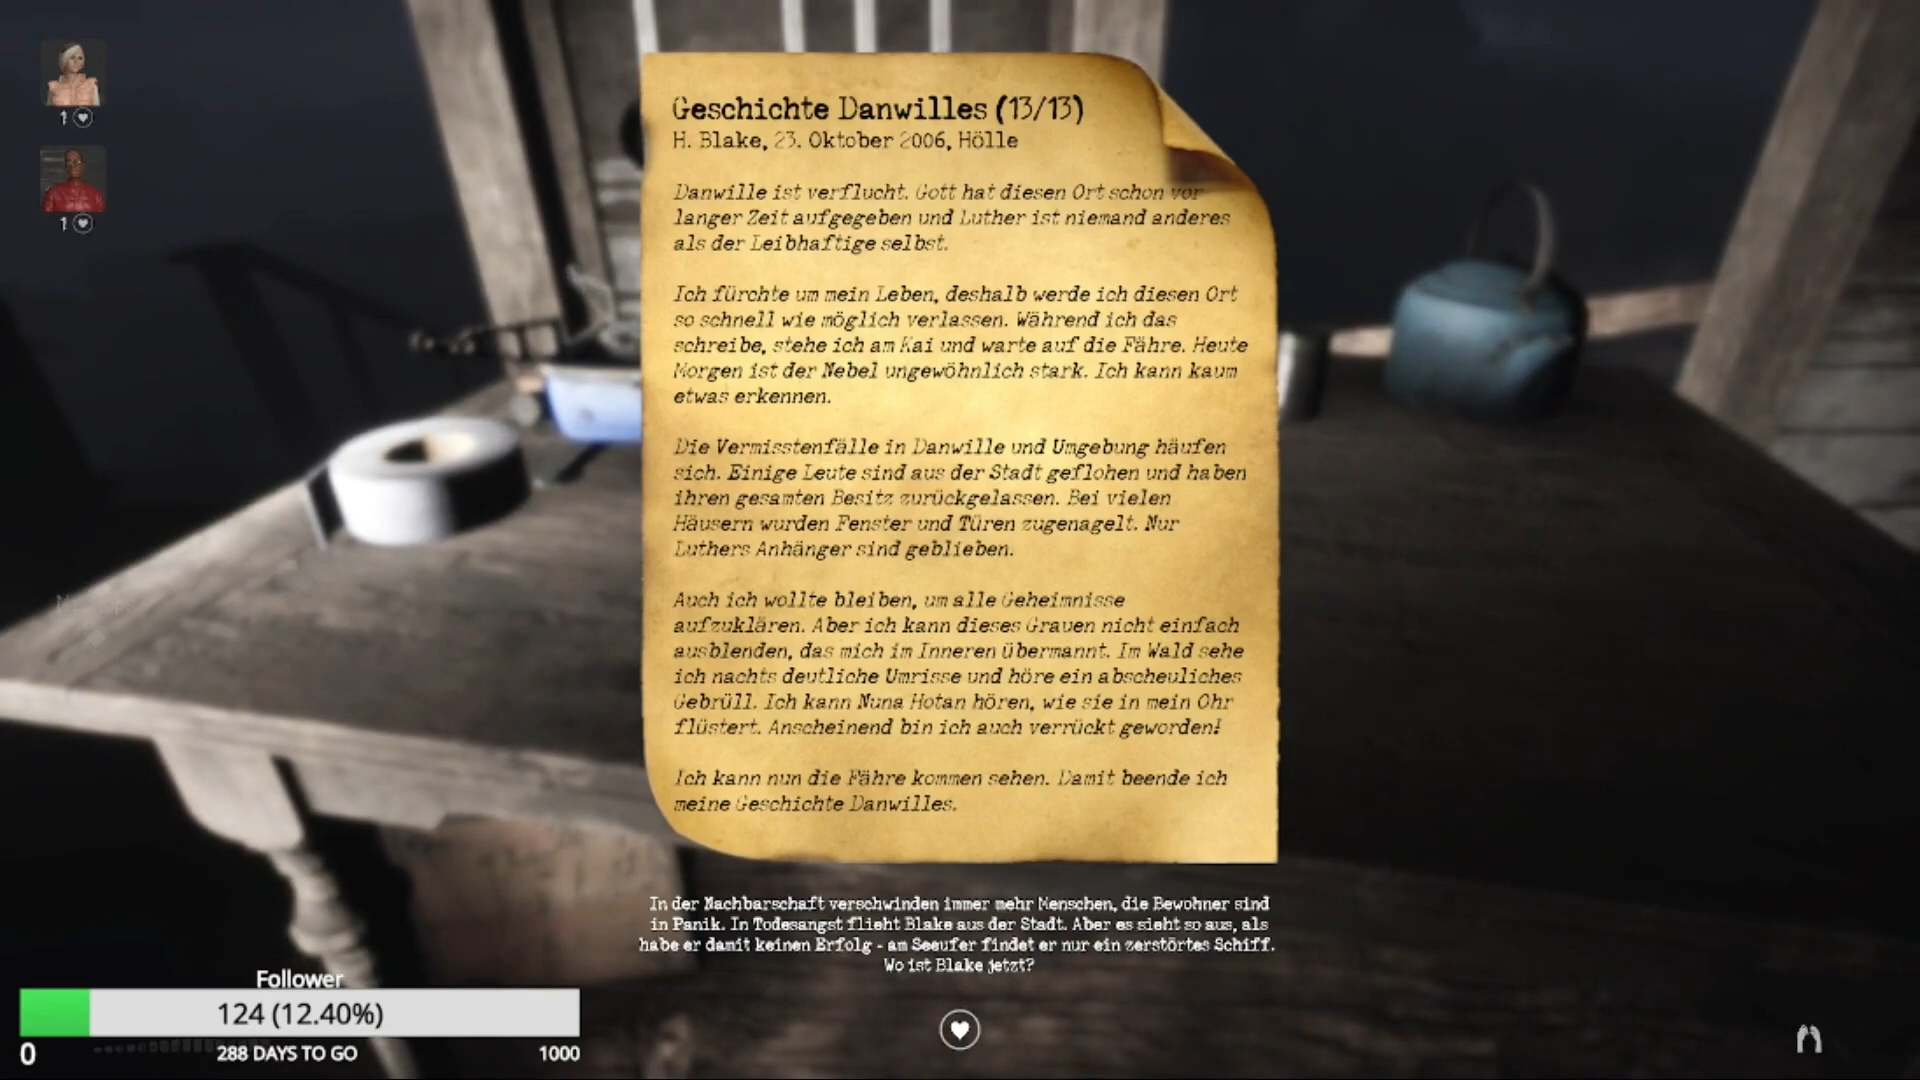 1
1
Geschichte Danwilles (13/13)
H. Blake, 23. Oktober 2006, Hölle
Danwille ist verflucht. Gott hat diesen Ort schon vor
langer Zeit aufgegeben und Luther ist niemand anderes
als der Leibhaftige selbst.
Ich fürchte um mein Leben, deshalb werde ich diesen Ort
so schnell wie möglich verlassen. Während ich das
schreibe, stehe ich am Kai und warte auf die Fähre. Heute
Morgen ist der Nebel ungewöhnlich stark. Ich kann kaum
etwas erkennen.
Die Vermisstenfälle in Danwille und Umgebung häufen
sich. Einige Leute sind aus der Stadt geflohen und haben
ihren gesamten Besitz zurückgelassen. Bei vielen
Häusern wurden Fenster und Türen zugenagelt. Nur
Luthers Anhänger sind geblieben.
Auch ich wollte bleiben, um alle Geheimnisse
aufzuklären. Aber ich kann dieses Grauen nicht einfach
ausblenden, das mich im Inneren übermannt. Im Wald sehe
ich nachts deutliche Umrisse und höre ein abscheuliches
Gebrüll. Ich kann Nuna Hotan hören, wie sie in mein Ohr
flüstert. Anscheinend bin ich auch verrückt geworden!
Ich kann nun die Fähre kommen sehen. Damit beende ich
meine Geschichte Danwilles.
In der Nachbarschaft verschwinden immer mehr Menschen, die Bewohner sind
in Panik. In Todesangst flieht Blake aus der Stadt. Aber es sieht so aus, als
habe er damit keinen Erfolg - am Seeufer findet er nur ein zerstörtes Schiff.
Wo ist Blake jetzt?
Follower
124 (12.40%)
0 288 DAYS TO GO 1000